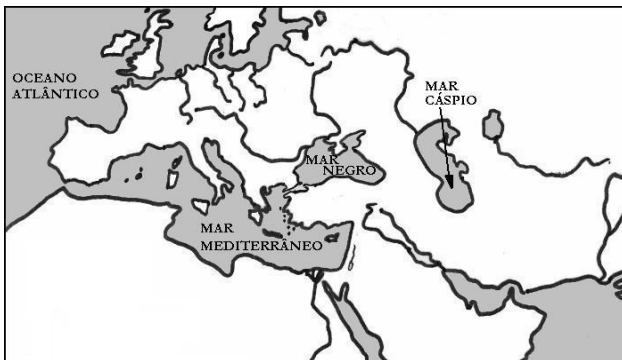 OCEANO
ATLÂNTICO
MAR
CÁSPIO
MAR
NEGRO
MAR
MEDITERRÂNEO